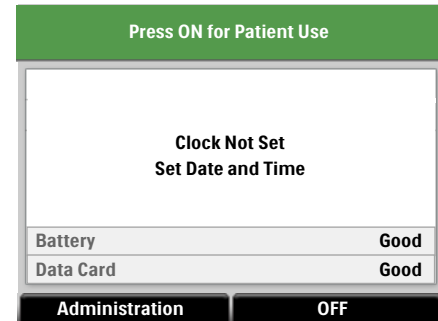 Press ON for Patient Use
Clock Not Set
Set Date and Time
Battery Good
Data Card Good
Administration OFF